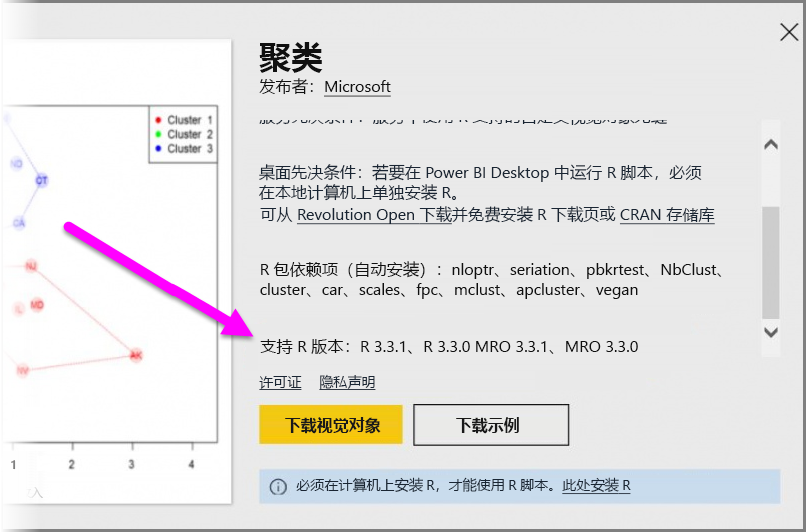 聚类
发布者：Microsoft
桌面先决条件：若要在 Power BI Desktop 中运行 R 脚本，必须
在本地计算机上单独安装 R。
可从 Revolution Open 下载并免费安装 R 下载页或 CRAN 存储库
R 包依赖项（自动安装）：nloptr、seriation、pbkrtest、NbClust、
cluster、car、scales、fpc、mclust、apcluster、vegan
支持 R 版本：R 3.3.1、R 3.3.0 MRO 3.3.1、MRO 3.3.0
许可证 隐私声明
下载视觉对象 下载示例
必须在计算机上安装 R，才能使用 R 脚本。此处安装 R
Cluster 1
Cluster 2
Cluster 3
ND
CT
CA
NJ
MD
AK
NV
1 2 3 4